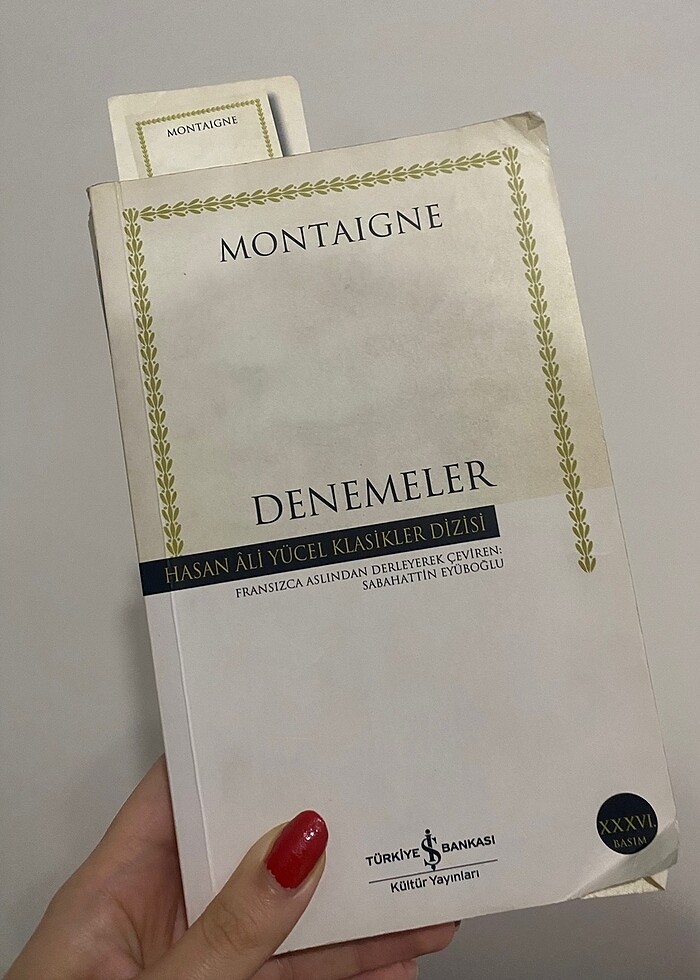 MONTAIGNE
MONTAIGNE
DENEMELER
HASAN ÂLİ YÜCEL KLASİKLER DİZİSİ
FRANSIZCA ASLINDAN DERLEYEREK ÇEVİREN:
SABAHATTİN EYÜBOĞLU
XXXVI.
BASIM
TÜRKİYE İŞ BANKASI
Kültür Yayınları